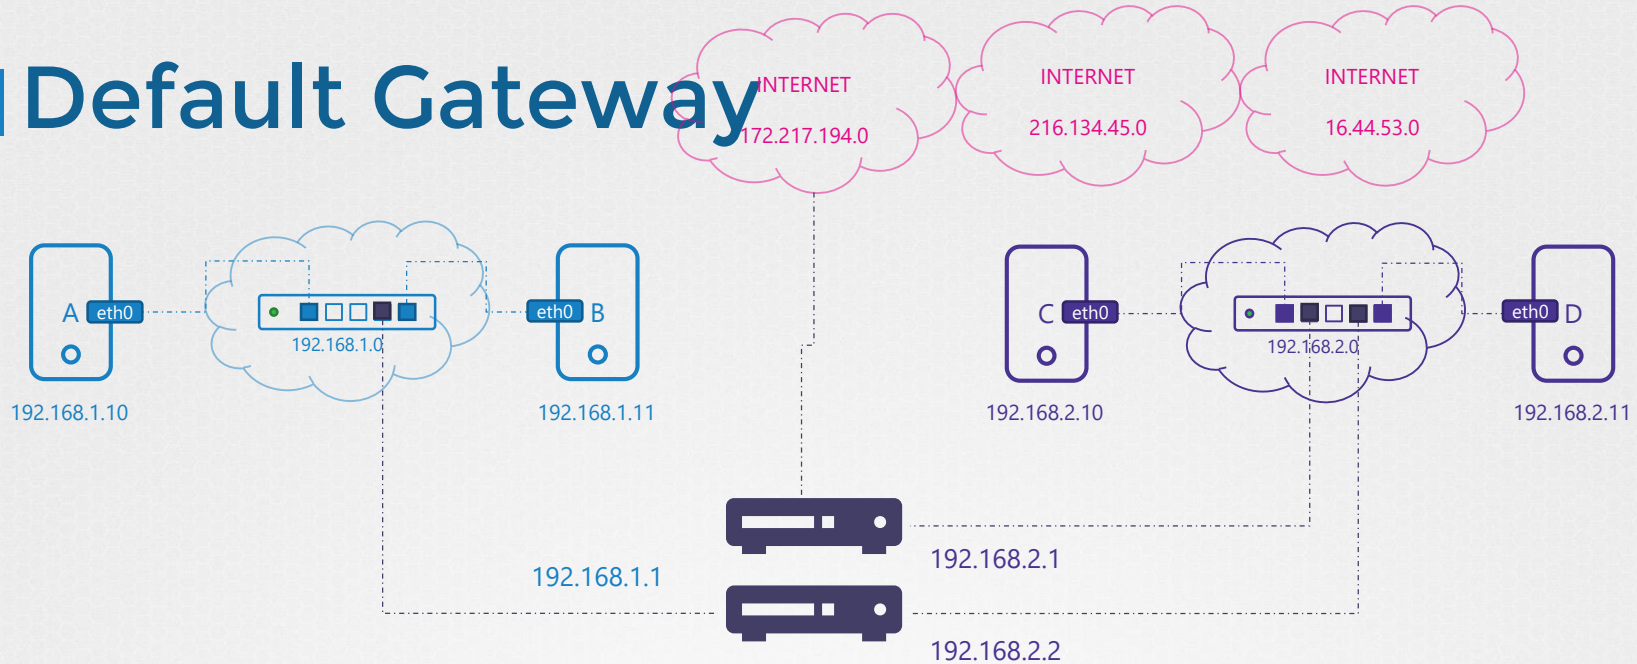 Default Gateway
INTERNET
172.217.194.0
INTERNET
216.134.45.0
INTERNET
16.44.53.0
A
eth0
192.168.1.10
192.168.1.0
eth0
B
192.168.1.11
C
eth0
192.168.2.10
192.168.2.0
eth0
D
192.168.2.11
192.168.1.1
192.168.2.1
192.168.2.2